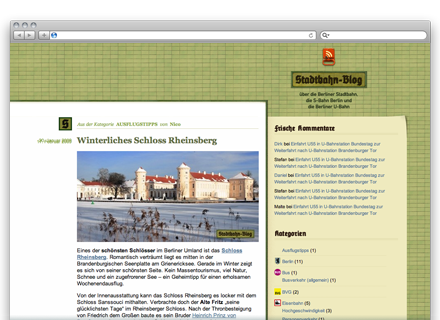 Stadtbahn-Blog
über die Berliner Stadtbahn,
die S-Bahn Berlin und
die Berliner U-Bahn
Aus der Kategorie AUSFLUGSTIPPS von Nico
2009
Winterliches Schloss Rheinsberg
Stadtbahn-Blog
Eines der schönsten Schlösser im Berliner Umland ist das Schloss
Rheinsberg. Romantisch verträumt liegt es mitten in der
Brandenburgischen Seenplatte am Grienericksee. Gerade im Winter zeigt
es sich von seiner schönsten Seite. Kein Massentourismus, viel Natur,
Schnee und ein zugefrorener See – ein Geheimtipp für einen erholsamen
Wochenendausflug.
Von der Innenausstattung kann das Schloss Rheinsberg es locker mit dem
Schloss Sanssouci mithalten. Verbrachte doch der Alte Fritz „seine
glücklichsten Tage“ im Rheinsberger Schloss. Nach der Thronbesteigung
von Friedrich dem Großen baute es sein Bruder Heinrich Prinz von
Frische Kommentare
Dirk bei Einfahrt U55 in U-Bahnstation Bundestag zur
Weiterfahrt nach U-Bahnstation Brandenburger Tor
Stefan bei Einfahrt U55 in U-Bahnstation Bundestag zur
Weiterfahrt nach U-Bahnstation Brandenburger Tor
Daniel bei Einfahrt U55 in U-Bahnstation Bundestag zur
Weiterfahrt nach U-Bahnstation Brandenburger Tor
Stefan bei Einfahrt U55 in U-Bahnstation Bundestag zur
Weiterfahrt nach U-Bahnstation Brandenburger Tor
Malte bei Einfahrt U55 in U-Bahnstation Bundestag zur
Weiterfahrt nach U-Bahnstation Brandenburger Tor
Kategorien
Ausflugstipps (1)
Berlin (11)
Bus (1)
Busverkehr (allgemein) (1)
BVG (2)
Eisenbahn (5)
Hochgeschwindigkeit (3)